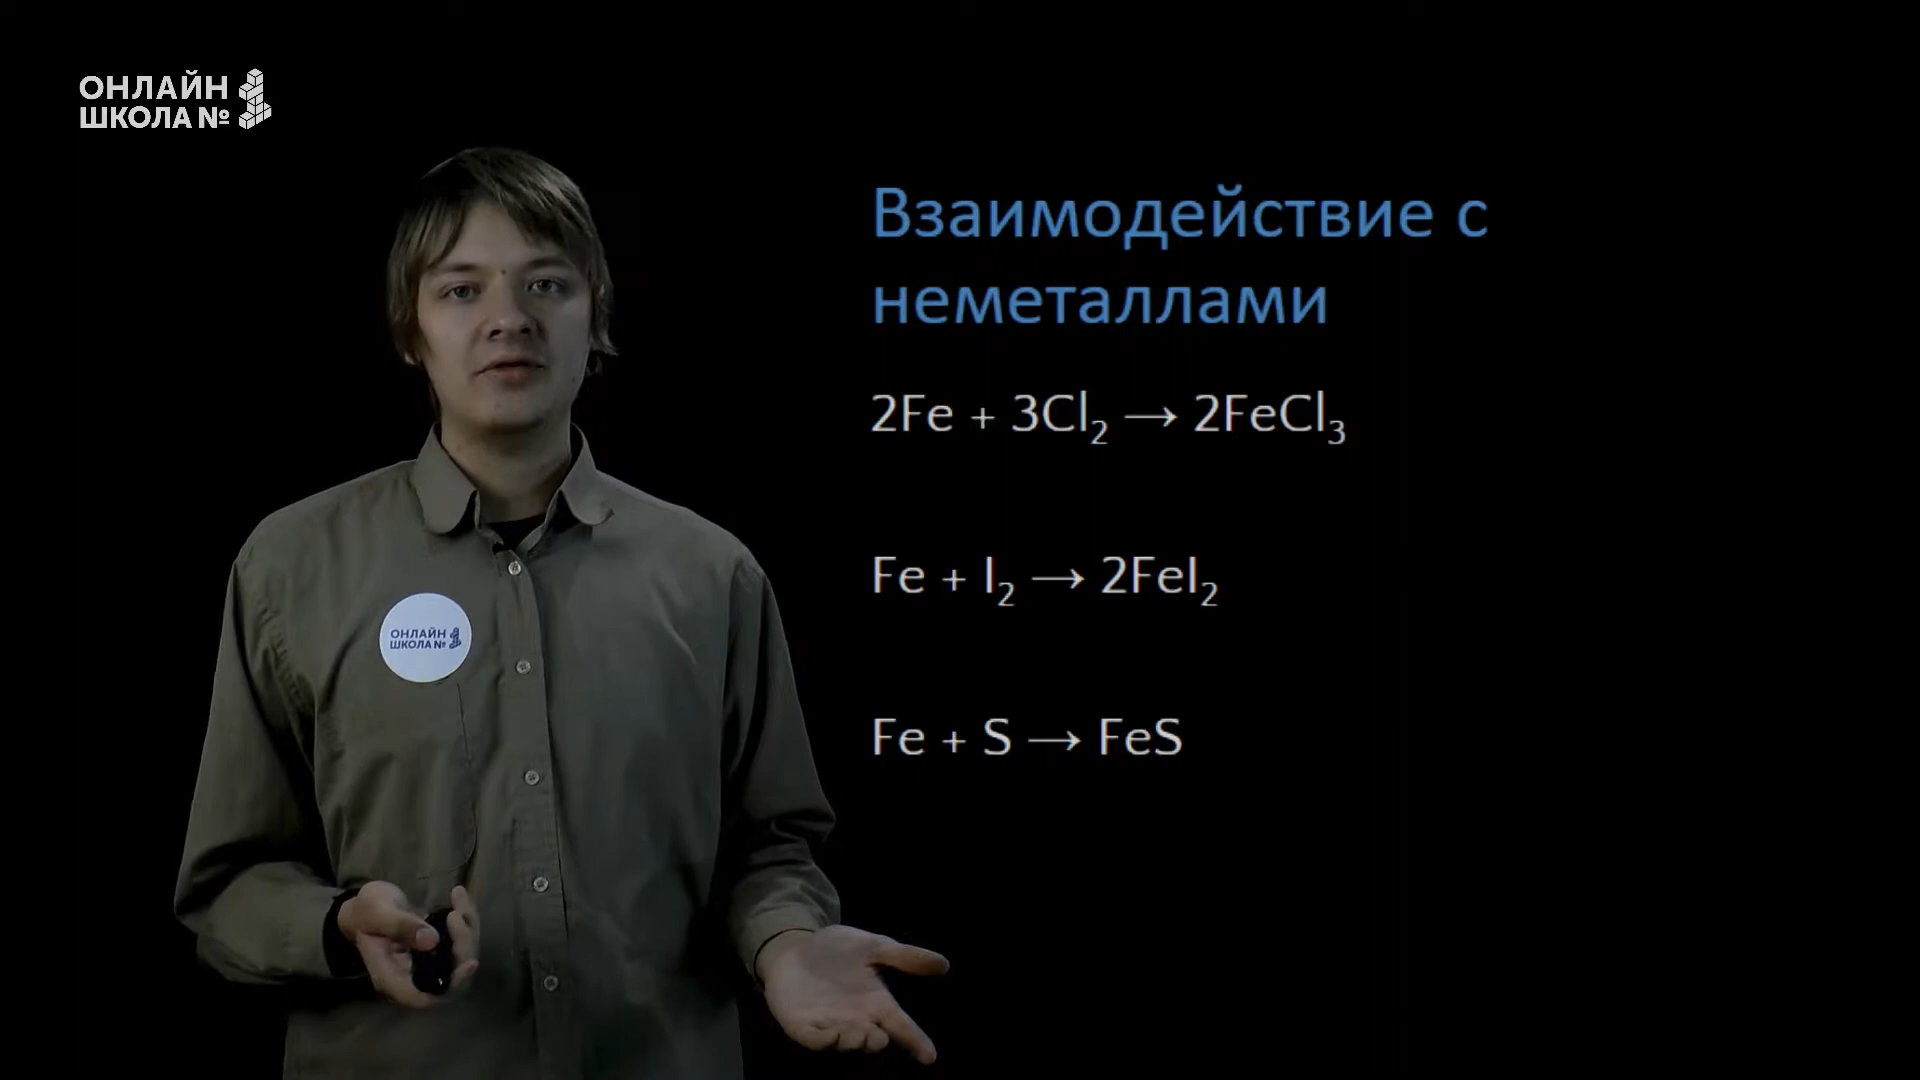 ОНЛАЙН
ШКОЛА №
Взаимодействие с
неметаллами
2Fe + 3Cl₂ → 2FeCl₃
Fe + I₂ → 2FeI₂
Fe + S → FeS
ОНЛАЙН
ШКОЛА №